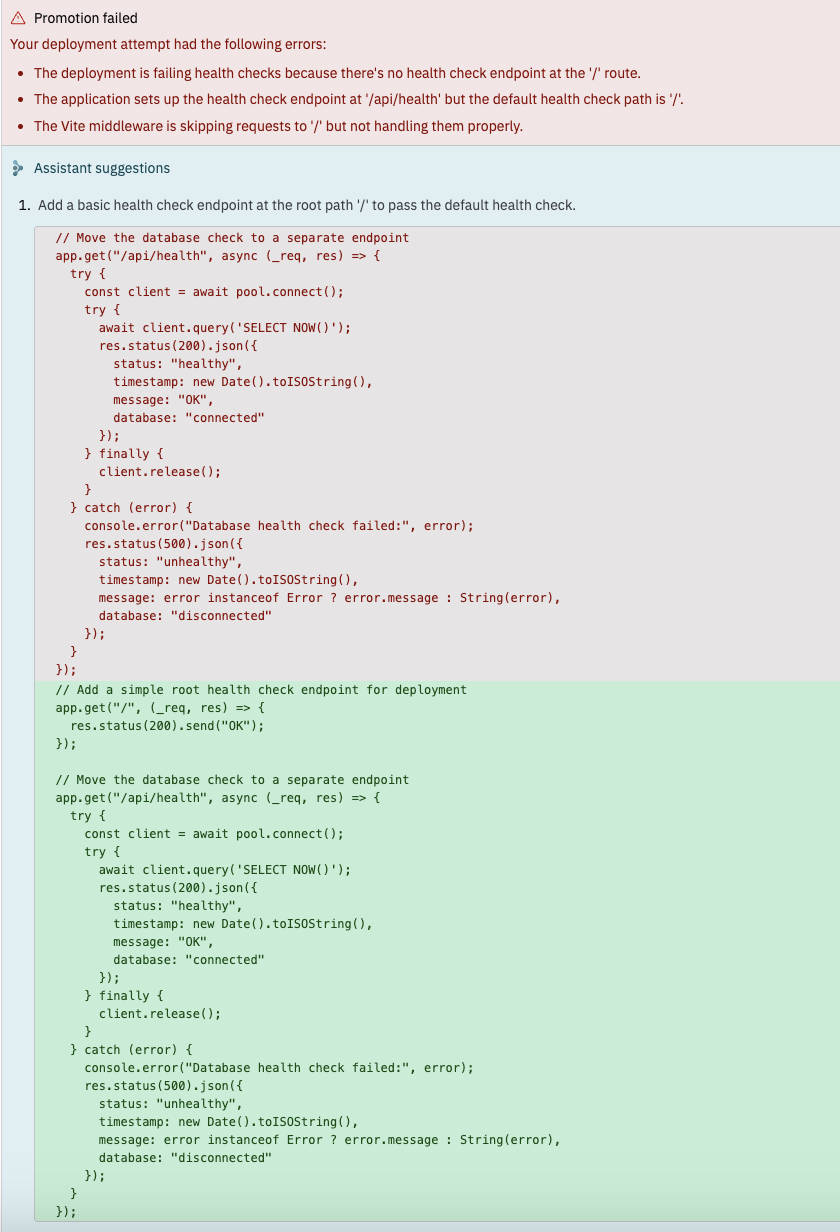 Promotion failed
Your deployment attempt had the following errors:
• The deployment is failing health checks because there's no health check endpoint at the '/' route.
• The application sets up the health check endpoint at '/api/health' but the default health check path is '/'.
• The Vite middleware is skipping requests to '/' but not handling them properly.
Assistant suggestions
1. Add a basic health check endpoint at the root path '/' to pass the default health check.
// Move the database check to a separate endpoint
app.get("/api/health", async (_req, res) => {
  try {
    const client = await pool.connect();
    try {
      await client.query('SELECT NOW()');
      res.status(200).json({
        status: "healthy",
        timestamp: new Date().toISOString(),
        message: "OK",
        database: "connected"
      });
    } finally {
      client.release();
    }
  } catch (error) {
    console.error("Database health check failed:", error);
    res.status(500).json({
      status: "unhealthy",
      timestamp: new Date().toISOString(),
      message: error instanceof Error ? error.message : String(error),
      database: "disconnected"
    });
  }
});
// Add a simple root health check endpoint for deployment
app.get("/", (_req, res) => {
  res.status(200).send("OK");
});

// Move the database check to a separate endpoint
app.get("/api/health", async (_req, res) => {
  try {
    const client = await pool.connect();
    try {
      await client.query('SELECT NOW()');
      res.status(200).json({
        status: "healthy",
        timestamp: new Date().toISOString(),
        message: "OK",
        database: "connected"
      });
    } finally {
      client.release();
    }
  } catch (error) {
    console.error("Database health check failed:", error);
    res.status(500).json({
      status: "unhealthy",
      timestamp: new Date().toISOString(),
      message: error instanceof Error ? error.message : String(error),
      database: "disconnected"
    });
  }
});